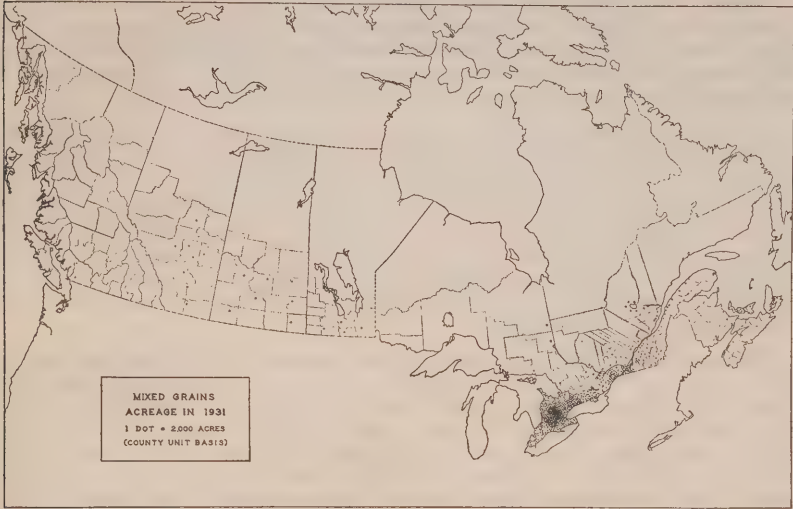 MIXED GRAINS
ACREAGE IN 1931
1 DOT = 2,000 ACRES
(COUNTY UNIT BASIS)